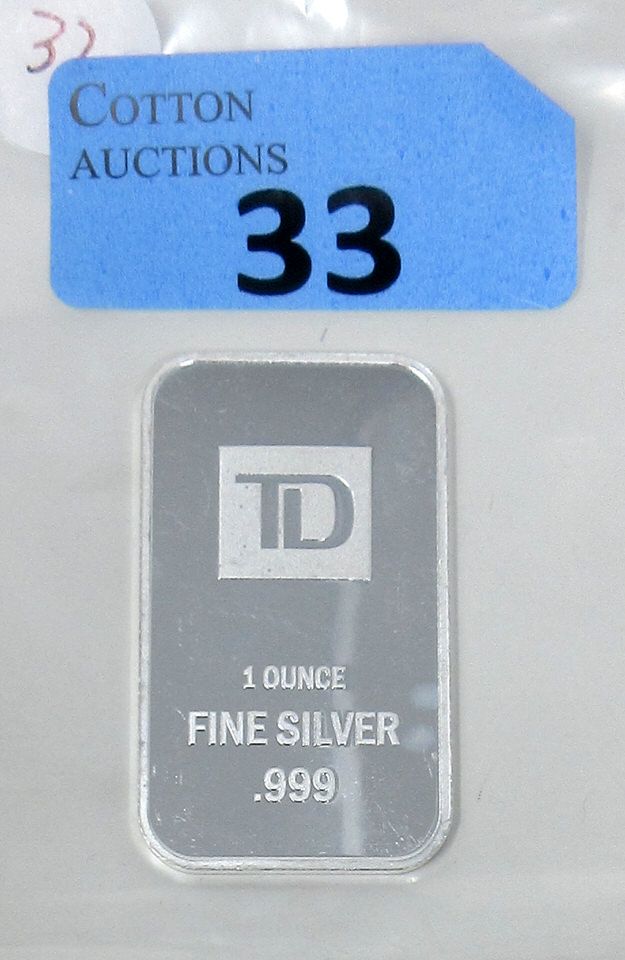 32
COTTON
AUCTIONS
33
TD
1 OUNCE
FINE SILVER
.999